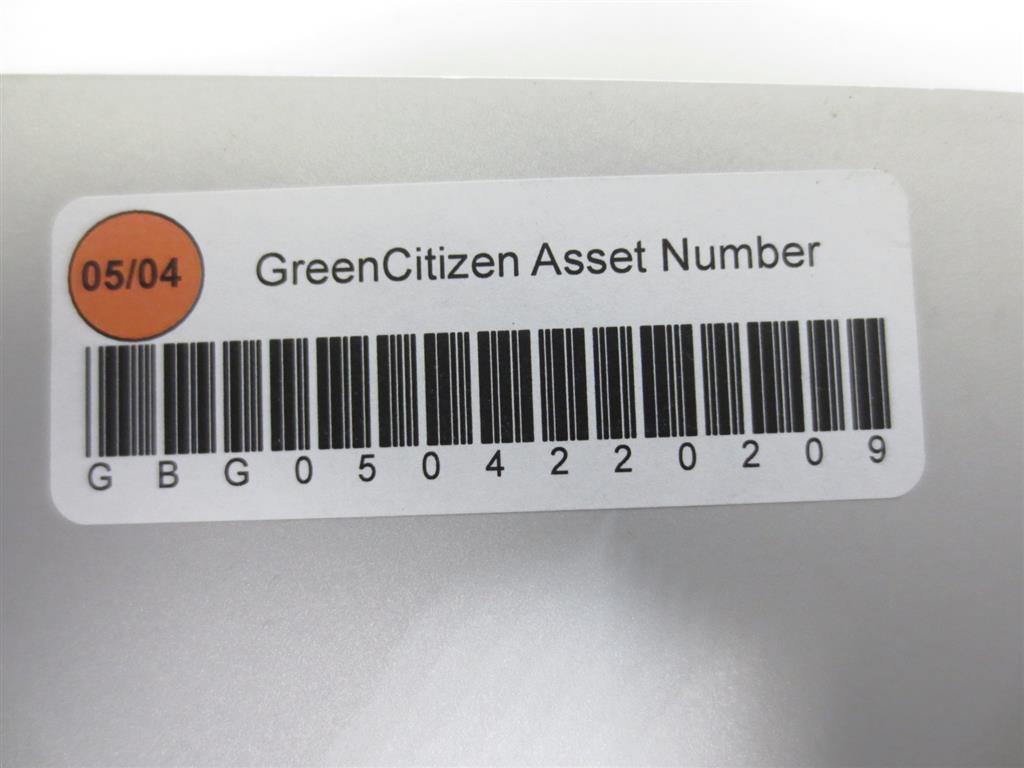 05/04
GreenCitizen Asset Number
G B G 0 5 0 4 2 2 0 2 0 9